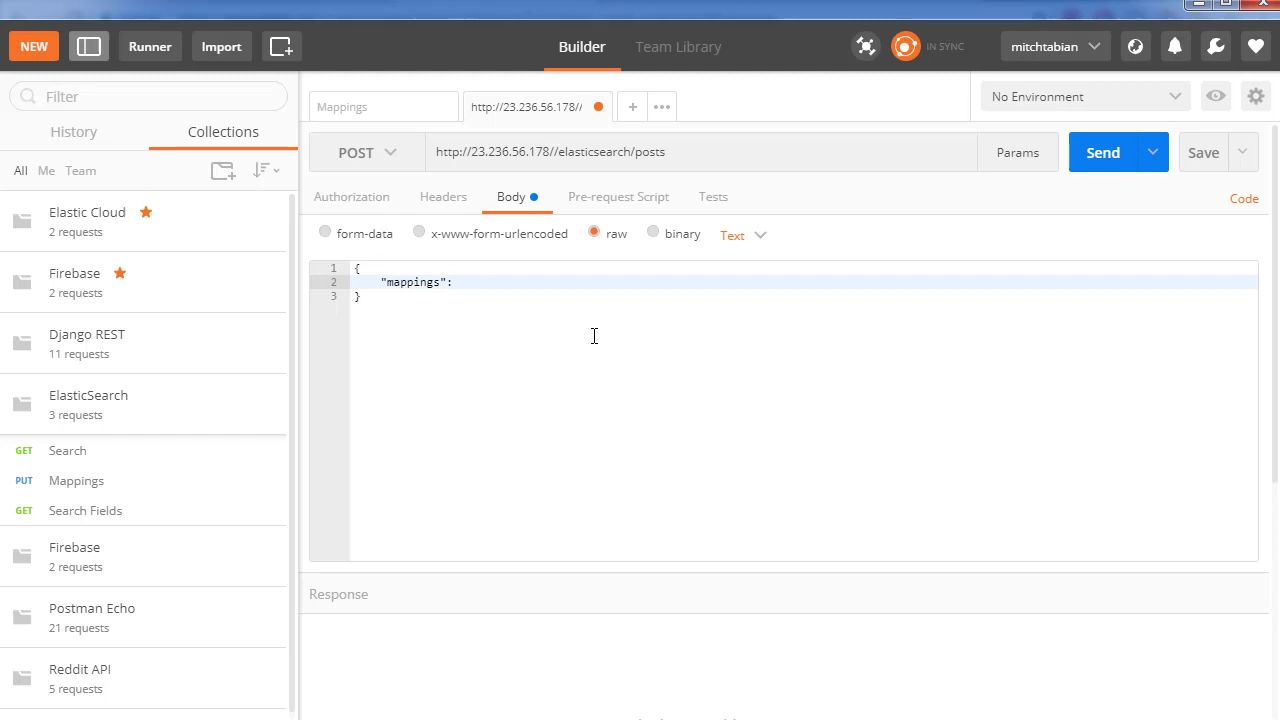 NEW
Runner
Import
Builder
Team Library
IN SYNC
mitchtabian
Filter
History
Collections
All
Me
Team
Elastic Cloud
2 requests
Firebase
2 requests
Django REST
11 requests
ElasticSearch
3 requests
GET Search
PUT Mappings
GET Search Fields
Firebase
2 requests
Postman Echo
21 requests
Reddit API
5 requests
Mappings
http://23.236.56.178//
No Environment
POST
http://23.236.56.178//elasticsearch/posts
Params
Send
Save
Authorization
Headers
Body
Pre-request Script
Tests
Code
form-data
x-www-form-urlencoded
raw
binary
Text
1 {
2 "mappings":
3 }
Response